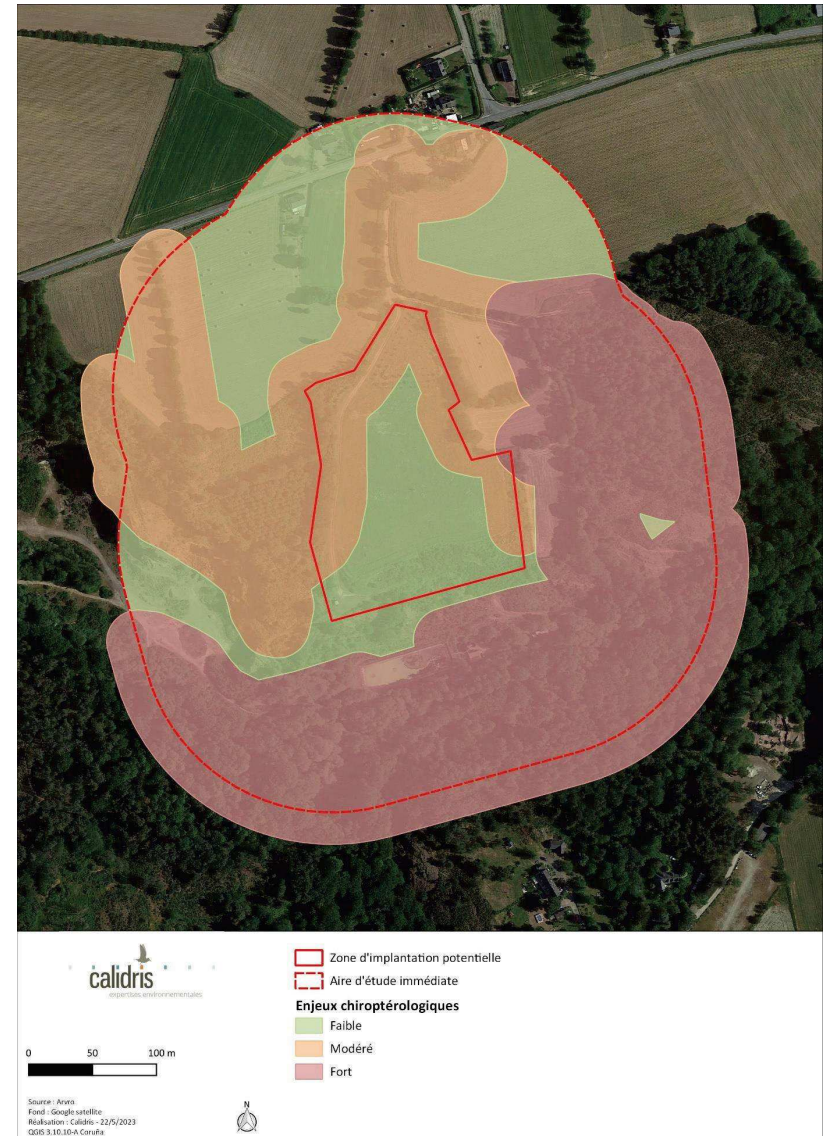 calidris
expertises environnementales
0 50 100 m
Source : Arvro
Fond : Google satellite
Réalisation : Calidris - 22/5/2023
QGIS 3.10.10-A Coruña
N
Zone d'implantation potentielle
Aire d'étude immédiate
Enjeux chiroptérologiques
Faible
Modéré
Fort